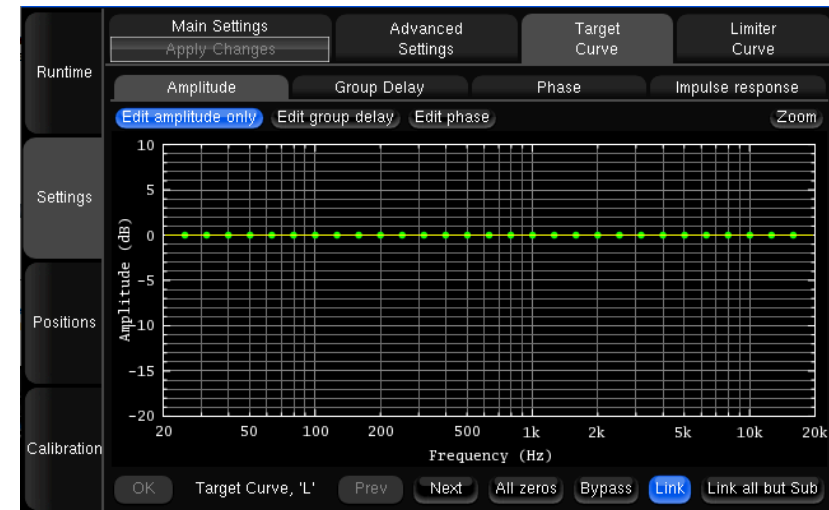 Runtime
Settings
Positions
Calibration
Main Settings
Apply Changes
Advanced
Settings
Target
Curve
Limiter
Curve
Amplitude
Group Delay
Phase
Impulse response
Edit amplitude only
Edit group delay
Edit phase
Zoom
Amplitude (dB)
10
5
0
-5
-10
-15
-20
20
50
100
200
500
1k
2k
5k
10k
20k
Frequency (Hz)
OK
Target Curve, 'L'
Prev
Next
All zeros
Bypass
Link
Link all but Sub